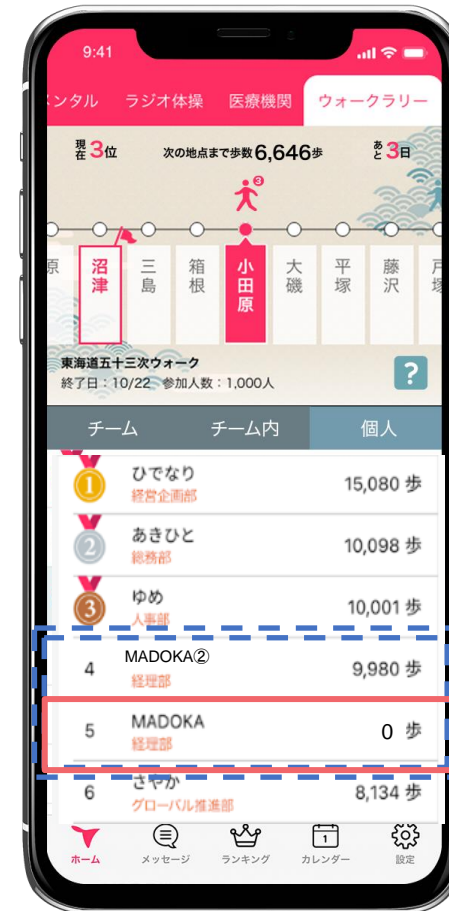 9:41
メンタル ラジオ体操 医療機関 ウォークラリー
現在3位 次の地点まで歩数6,646歩 あと3日
3
原 沼津 三島 箱根 小田原 大磯 平塚 藤沢 戸塚
東海道五十三次ウォーク
終了日：10/22 参加人数：1,000人
?
チーム チーム内 個人
1 ひでなり 15,080 歩
経営企画部
2 あきひと 10,098 歩
総務部
3 ゆめ 10,001 歩
人事部
4 MADOKA② 9,980 歩
経理部
5 MADOKA 0 歩
経理部
6 さやか 8,134 歩
グローバル推進部
1
ホーム メッセージ ランキング カレンダー 設定